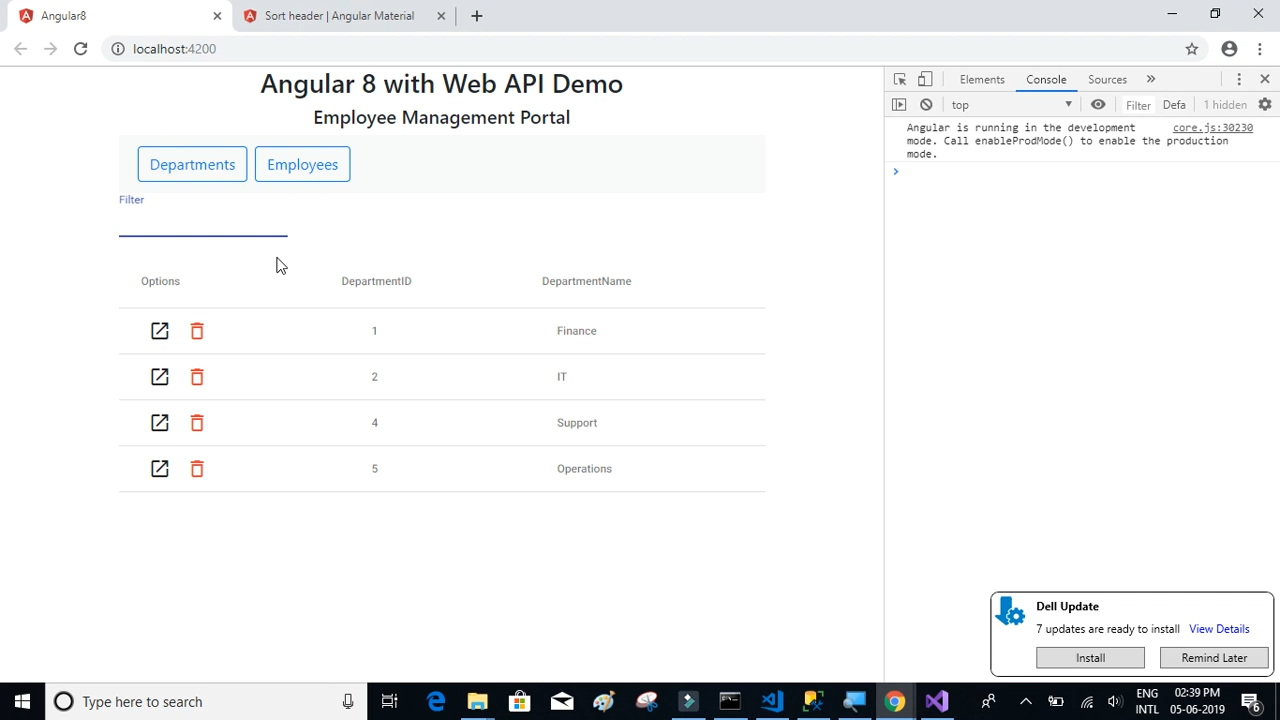 Angular8
Sort header | Angular Material
localhost:4200
Angular 8 with Web API Demo
Employee Management Portal
Departments
Employees
Filter
Options DepartmentID DepartmentName
1 Finance
2 IT
4 Support
5 Operations
Elements Console Sources »
top Filter Defa 1 hidden
Angular is running in the development core.js:30230
mode. Call enableProdMode() to enable the production
mode.
Dell Update
7 updates are ready to install View Details
Install Remind Later
Type here to search
ENG 02:39 PM
INTL 05-06-2019 6